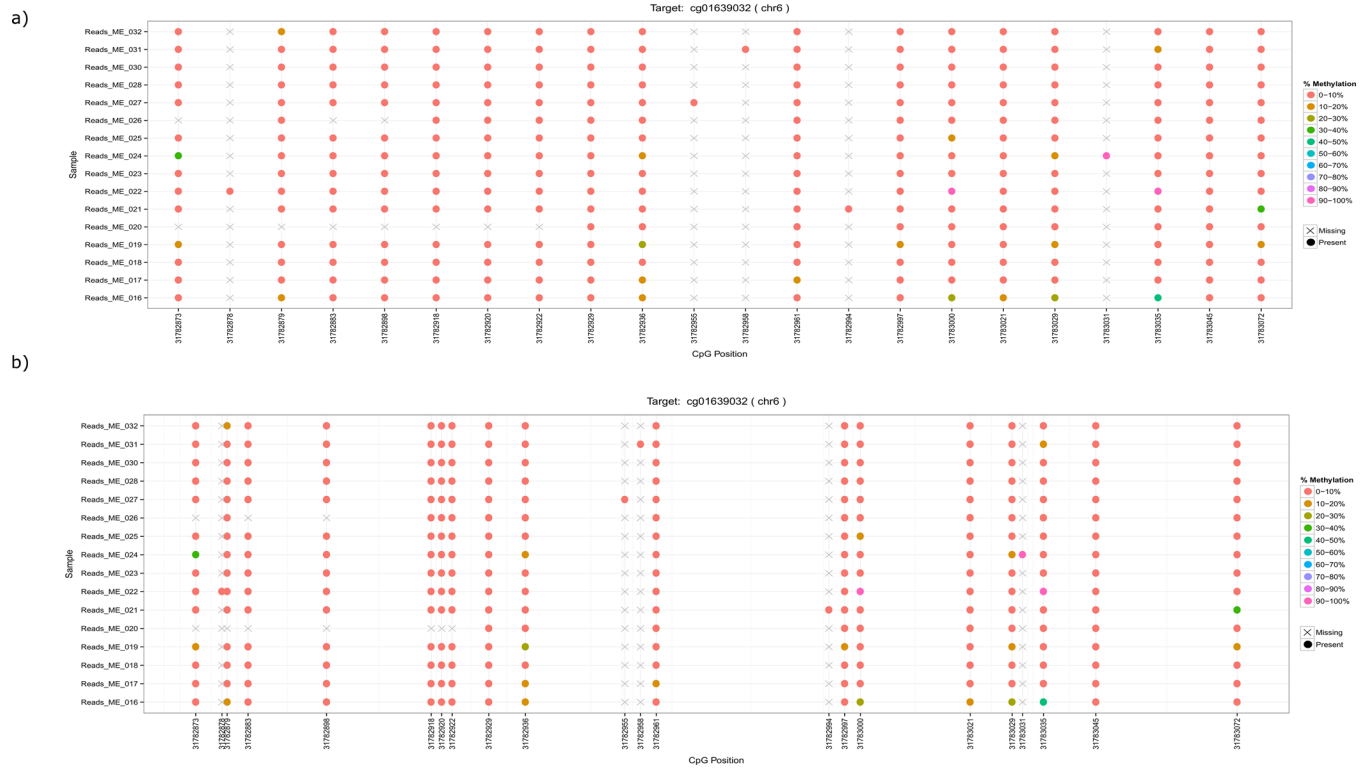 a)
Target: cg01639032 ( chr6 )
Sample
Reads_ME_032
Reads_ME_031
Reads_ME_030
Reads_ME_028
Reads_ME_027
Reads_ME_026
Reads_ME_025
Reads_ME_024
Reads_ME_023
Reads_ME_022
Reads_ME_021
Reads_ME_020
Reads_ME_019
Reads_ME_018
Reads_ME_017
Reads_ME_016
31782873
31782878
31782879
31782883
31782898
31782918
31782920
31782922
31782929
31782936
31782955
31782958
31782961
31782994
31782997
31783000
31783021
31783029
31783031
31783035
31783045
31783072
CpG Position
% Methylation
0−10%
10−20%
20−30%
30−40%
40−50%
50−60%
60−70%
70−80%
80−90%
90−100%
Missing
Present
b)
Target: cg01639032 ( chr6 )
Sample
Reads_ME_032
Reads_ME_031
Reads_ME_030
Reads_ME_028
Reads_ME_027
Reads_ME_026
Reads_ME_025
Reads_ME_024
Reads_ME_023
Reads_ME_022
Reads_ME_021
Reads_ME_020
Reads_ME_019
Reads_ME_018
Reads_ME_017
Reads_ME_016
31782873
31782878
31782879
31782883
31782898
31782918
31782920
31782922
31782929
31782936
31782955
31782958
31782961
31782994
31782997
31783000
31783021
31783029
31783031
31783035
31783045
31783072
CpG Position
% Methylation
0−10%
10−20%
20−30%
30−40%
40−50%
50−60%
60−70%
70−80%
80−90%
90−100%
Missing
Present